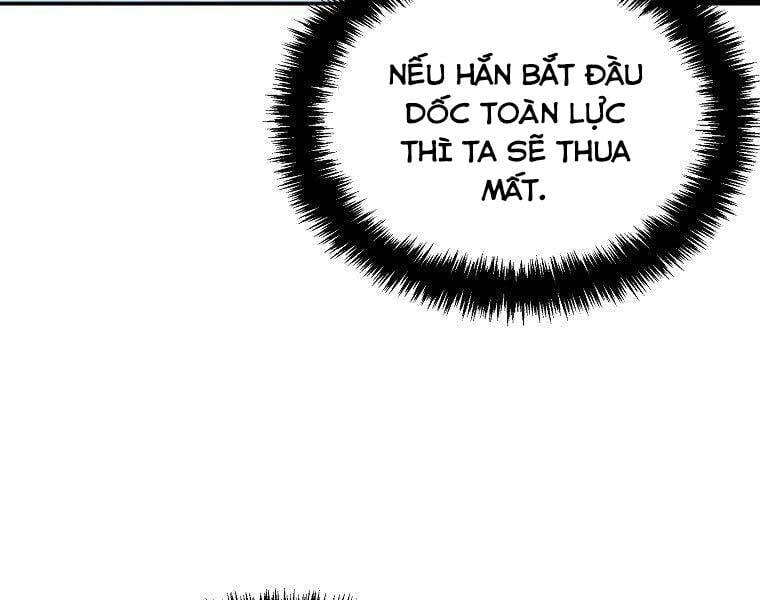 NẾU HẮN BẮT ĐẦU
DỐC TOÀN LỰC
THÌ TA SẼ THUA
MẤT.